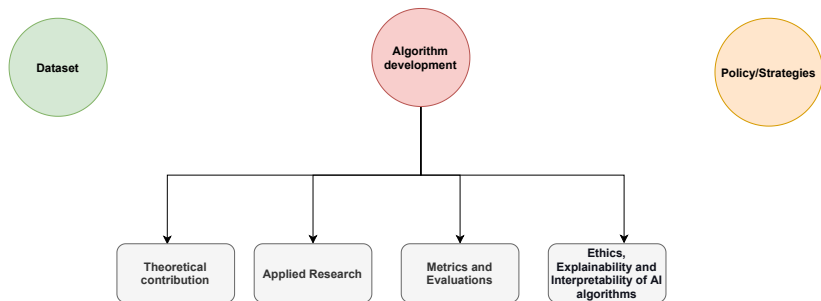 Dataset
Algorithm
development
Policy/Strategies
Theoretical
contribution
Applied Research
Metrics and
Evaluations
Ethics,
Explainability and
Interpretability of AI
algorithms